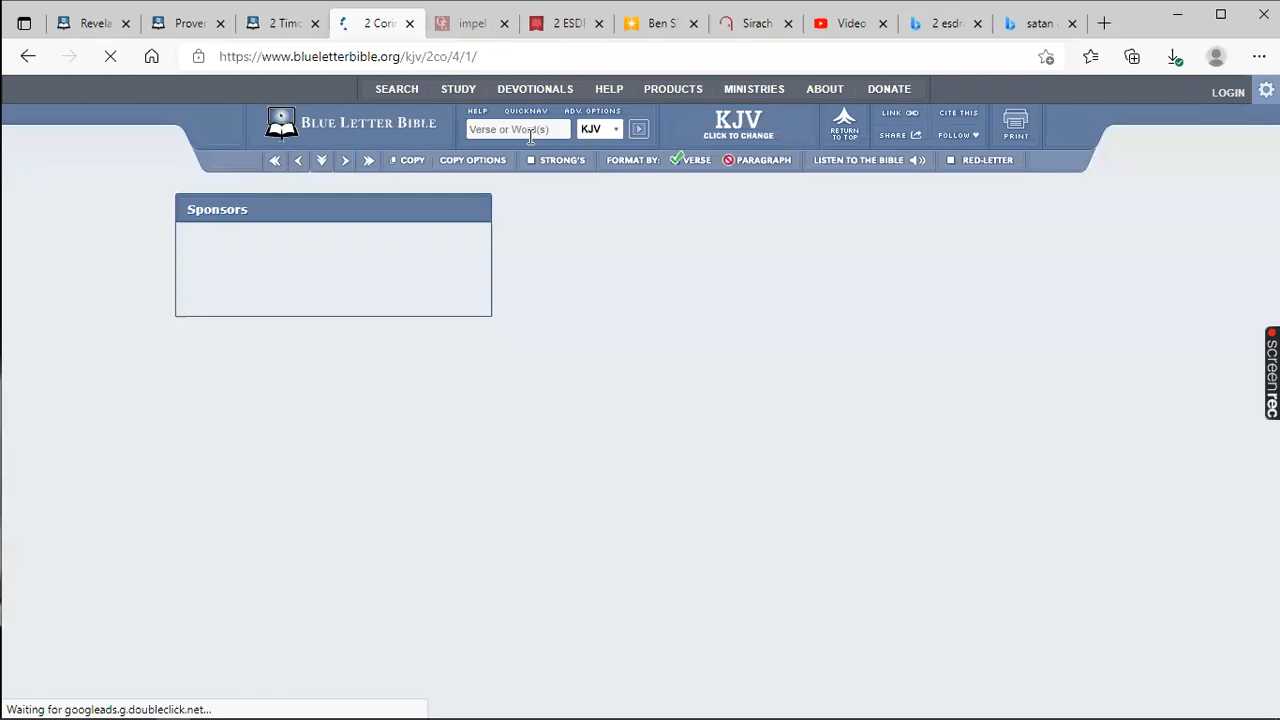 Revela
Prover
2 Timo
2 Corin
impel
2 ESDI
Ben S
Sirach
Video
2 esdra
satan c
https://www.blueletterbible.org/kjv/2co/4/1/
SEARCH STUDY DEVOTIONALS HELP PRODUCTS MINISTRIES ABOUT DONATE
LOGIN
HELP QUICKNAV ADV. OPTIONS
BLUE LETTER BIBLE
Verse or Word(s)
KJV
KJV
CLICK TO CHANGE
RETURN
TO TOP
LINK
CITE THIS
SHARE
FOLLOW
PRINT
COPY COPY OPTIONS STRONG'S FORMAT BY: VERSE PARAGRAPH LISTEN TO THE BIBLE RED-LETTER
Sponsors
screenrec
Waiting for googleads.g.doubleclick.net...